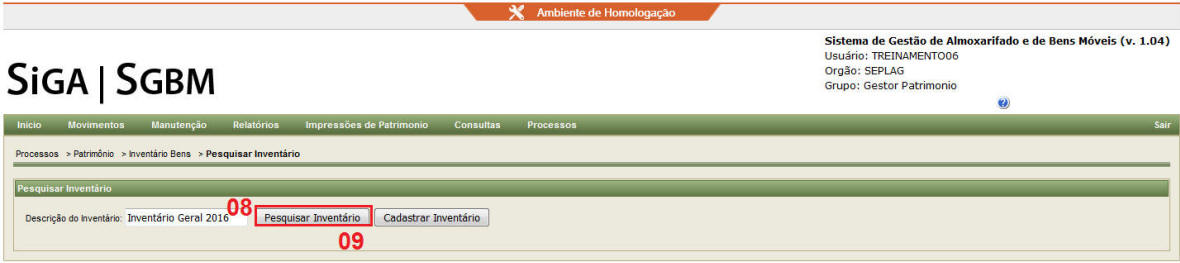 Ambiente de Homologação
Sistema de Gestão de Almoxarifado e de Bens Móveis (v. 1.04)
Usuário: TREINAMENTO06
Orgão: SEPLAG
Grupo: Gestor Patrimonio
SiGA | SGBM
?
Início Movimentos Manutenção Relatórios Impressões de Patrimonio Consultas Processos Sair
Processos > Patrimônio > Inventário Bens > Pesquisar Inventário
Pesquisar Inventário
Descrição do Inventário: Inventário Geral 2016 08 Pesquisar Inventário Cadastrar Inventário
09